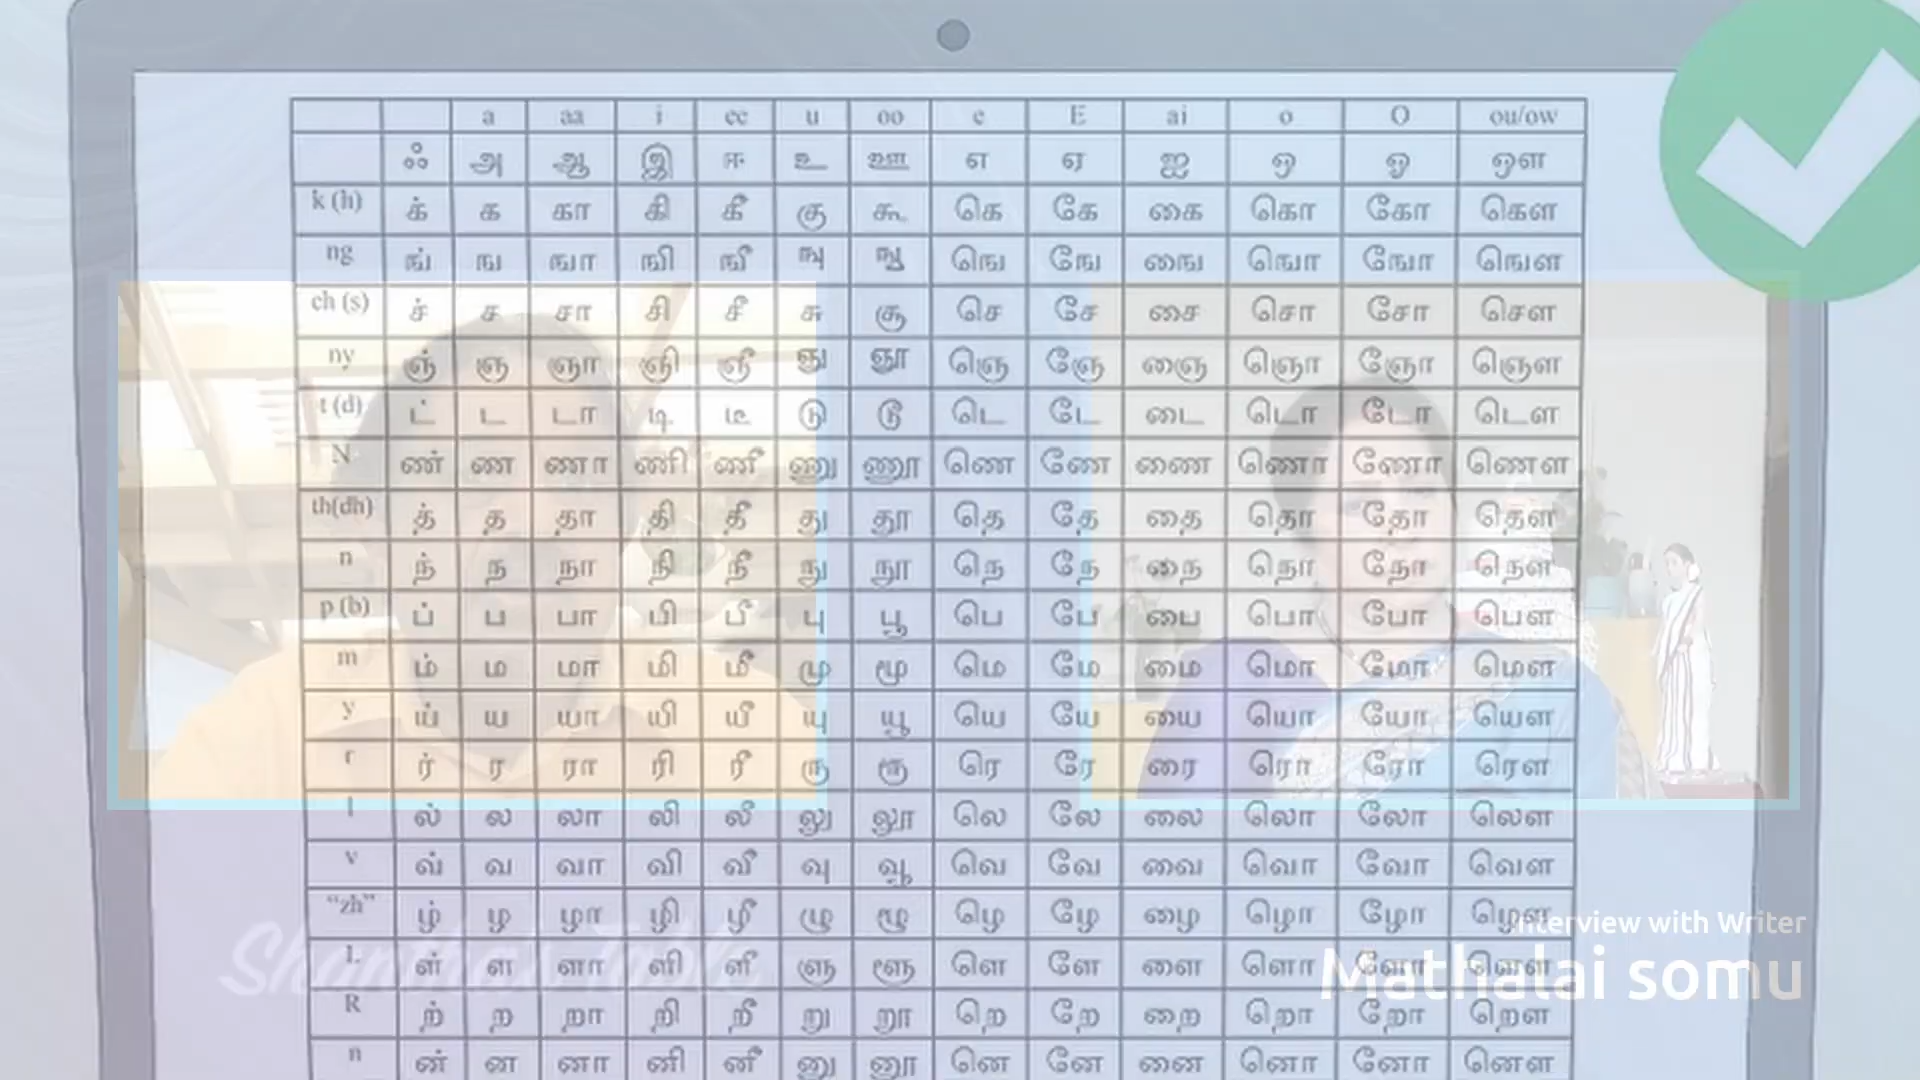 a aa i ee u oo e E ai o O ou/ow
ஃ அ ஆ இ ஈ உ ஊ எ ஏ ஐ ஒ ஓ ஔ
k (h) க் க கா கி கீ கு கூ கெ கே கை கொ கோ கௌ
ng ங் ங ஙா ஙி ஙீ ஙு ஙூ ஙெ ஙே ஙை ஙொ ஙோ ஙௌ
ch (s) ச் ச சா சி சீ சு சூ செ சே சை சொ சோ சௌ
ny ஞ் ஞ ஞா ஞி ஞீ ஞு ஞூ ஞெ ஞே ஞை ஞொ ஞோ ஞௌ
t (d) ட் ட டா டி டீ டு டூ டெ டே டை டொ டோ டௌ
N ண் ண ணா ணி ணீ ணு ணூ ணெ ணே ணை ணொ ணோ ணௌ
th(dh) த் த தா தி தீ து தூ தெ தே தை தொ தோ தௌ
n ந் ந நா நி நீ நு நூ நெ நே நை நொ நோ நௌ
p (b) ப் ப பா பி பீ பு பூ பெ பே பை பொ போ பௌ
m ம் ம மா மி மீ மு மூ மெ மே மை மொ மோ மௌ
y ய் ய யா யி யீ யு யூ யெ யே யை யொ யோ யௌ
r ர் ர ரா ரி ரீ ரு ரூ ரெ ரே ரை ரொ ரோ ரௌ
l ல் ல லா லி லீ லு லூ லெ லே லை லொ லோ லௌ
v வ் வ வா வி வீ வு வூ வெ வே வை வொ வோ வௌ
“zh” ழ் ழ ழா ழி ழீ ழு ழூ ழெ ழே ழை ழொ ழோ ழௌ
Interview with Writer
L ள் ள ளா ளி ளீ ளு ளூ ளெ ளே ளை ளொ ளோ ளௌ
Mathalai somu
R ற் ற றா றி றீ று றூ றெ றே றை றொ றோ றௌ
n ன் ன னா னி னீ னு னூ னெ னே னை னொ னோ னௌ